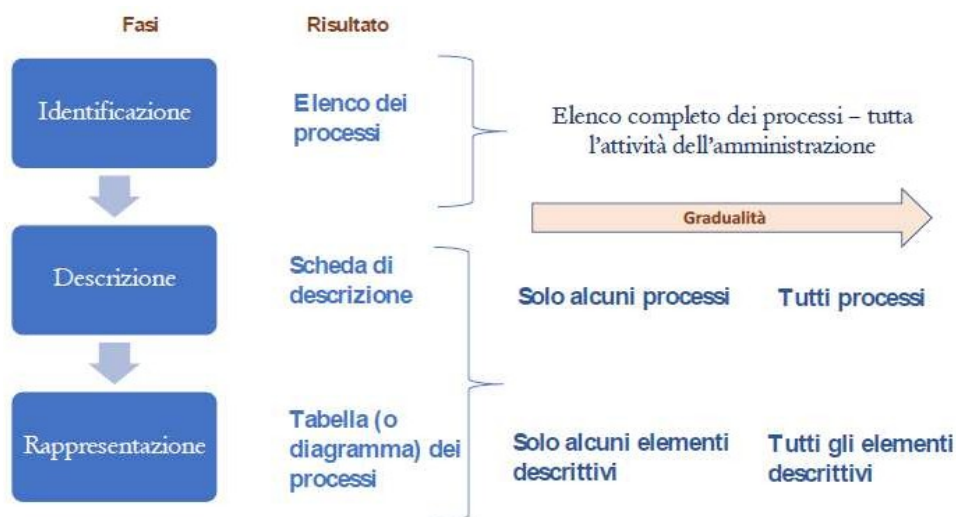 Fasi
Risultato
Identificazione
Elenco dei
processi
Elenco completo dei processi – tutta
l'attività dell'amministrazione
Gradualità
Descrizione
Scheda di
descrizione
Solo alcuni processi
Tutti processi
Rappresentazione
Tabella (o
diagramma) dei
processi
Solo alcuni elementi
descrittivi
Tutti gli elementi
descrittivi